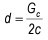 d = G_c / 2c